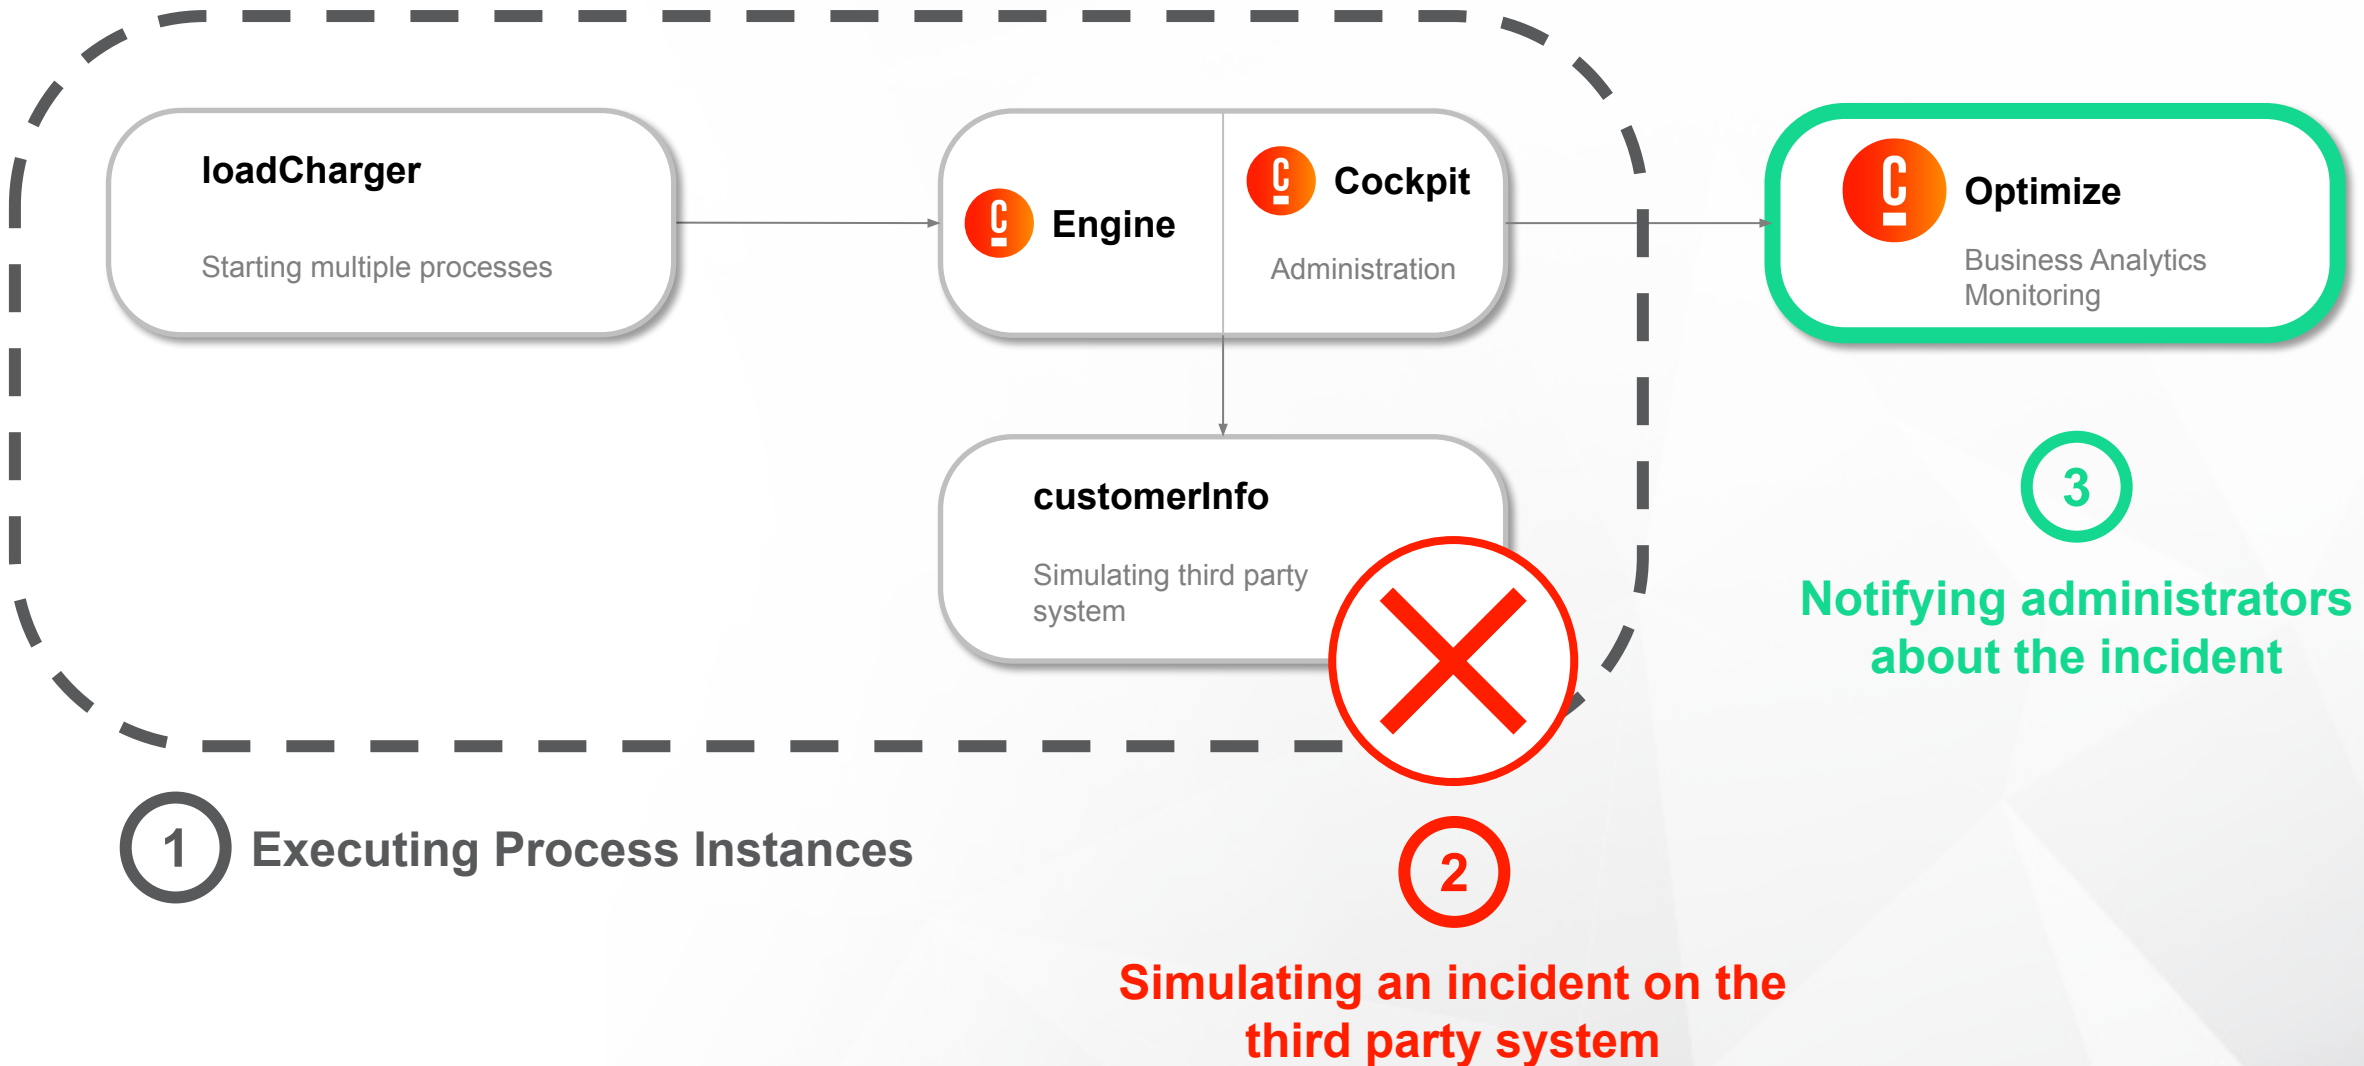 loadCharger
Starting multiple processes
Engine
Cockpit
Administration
Optimize
Business Analytics
Monitoring
customerInfo
Simulating third party
system
3
Notifying administrators
about the incident
1
Executing Process Instances
2
Simulating an incident on the
third party system